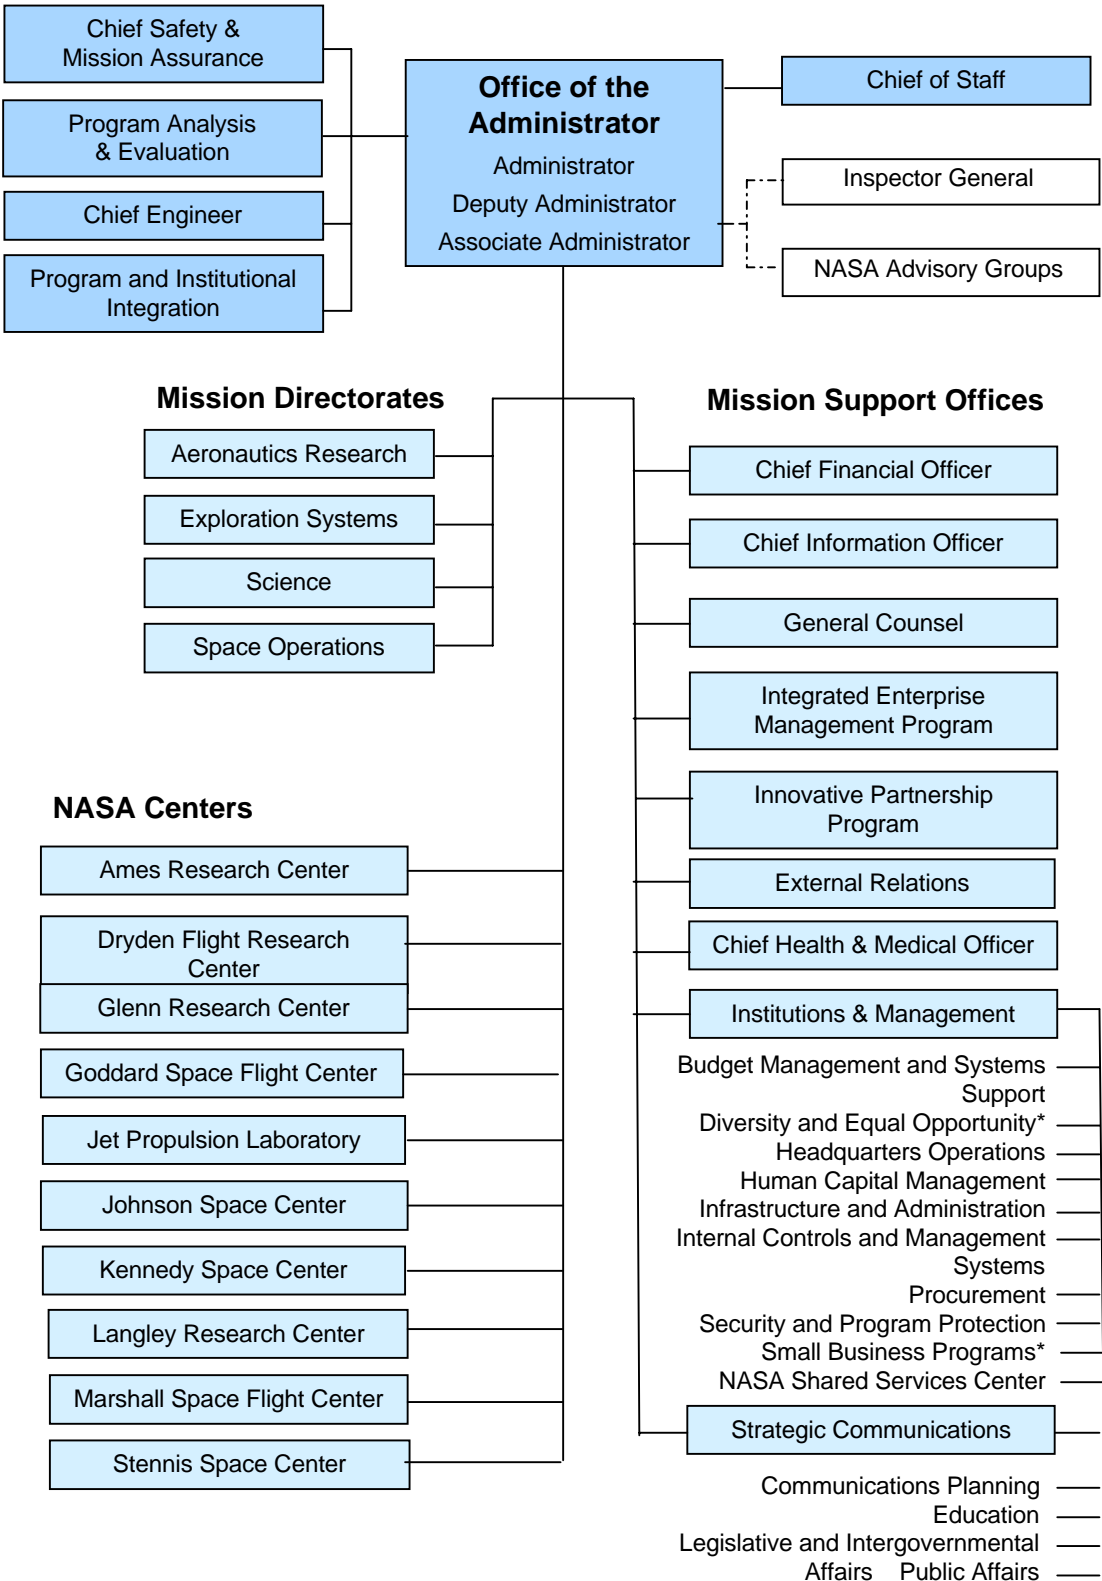 Chief Safety &
Mission Assurance
Program Analysis
& Evaluation
Chief Engineer
Program and Institutional
Integration
Office of the
Administrator
Administrator
Deputy Administrator
Associate Administrator
Chief of Staff
Inspector General
NASA Advisory Groups
Mission Directorates
Aeronautics Research
Exploration Systems
Science
Space Operations
NASA Centers
Ames Research Center
Dryden Flight Research
Center
Glenn Research Center
Goddard Space Flight Center
Jet Propulsion Laboratory
Johnson Space Center
Kennedy Space Center
Langley Research Center
Marshall Space Flight Center
Stennis Space Center
Mission Support Offices
Chief Financial Officer
Chief Information Officer
General Counsel
Integrated Enterprise
Management Program
Innovative Partnership
Program
External Relations
Chief Health & Medical Officer
Institutions & Management
Budget Management and Systems
Support
Diversity and Equal Opportunity*
Headquarters Operations
Human Capital Management
Infrastructure and Administration
Internal Controls and Management
Systems
Procurement
Security and Program Protection
Small Business Programs*
NASA Shared Services Center
Strategic Communications
Communications Planning
Education
Legislative and Intergovernmental
Affairs Public Affairs